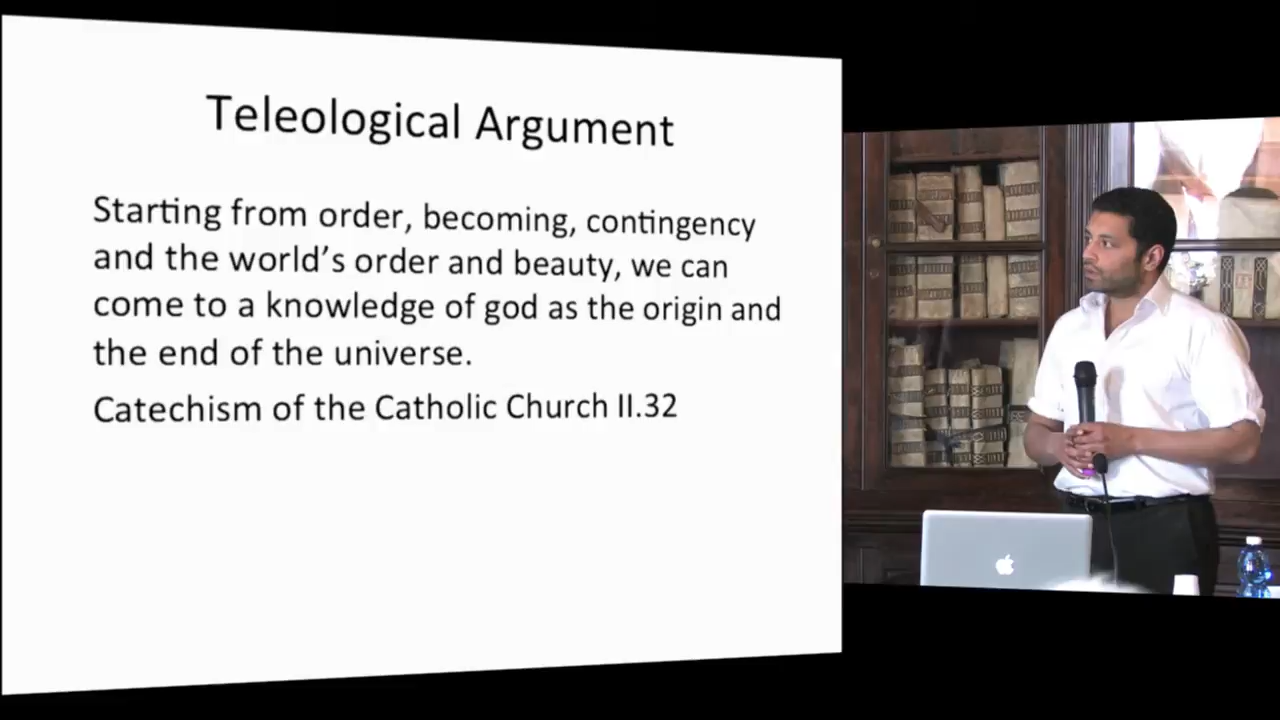 Teleological Argument
Starting from order, becoming, contingency
and the world's order and beauty, we can
come to a knowledge of god as the origin and
the end of the universe.
Catechism of the Catholic Church II.32